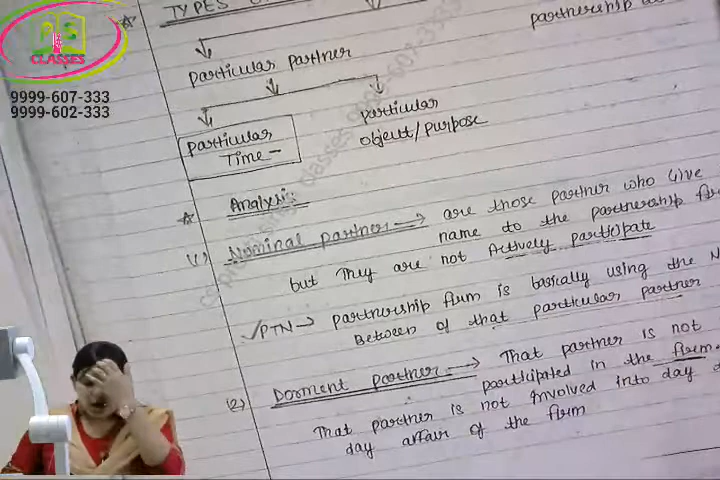 TYPES
partnership
particular partner
particular
Time -
particular
object/purpose
PS
CLASSES
9999-607-333
9999-602-333
Analysis:
(1) Nominal partner → are those partner who Give
name to the partnership
but They are not Actively participate
✓PTN → partnership firm is basically using the
Between of that particular partner
(2) Dorment partner → That partner is not
participated in the firm.
That partner is not Involved into day
day affair of the firm